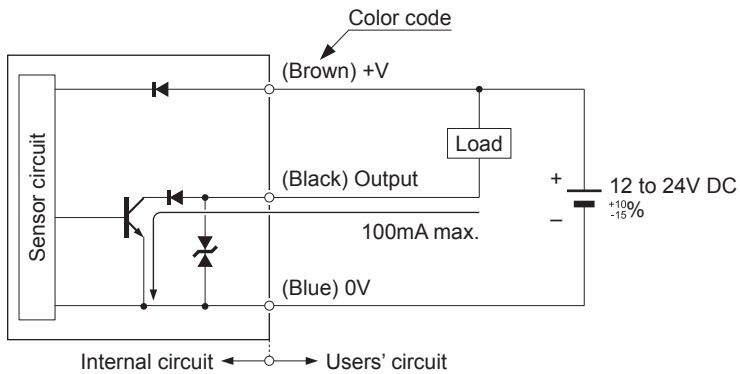 Color code
(Brown) +V
Load
Sensor circuit
(Black) Output
+ 12 to 24V DC
– +10 -15 %
100mA max.
(Blue) 0V
Internal circuit Users' circuit